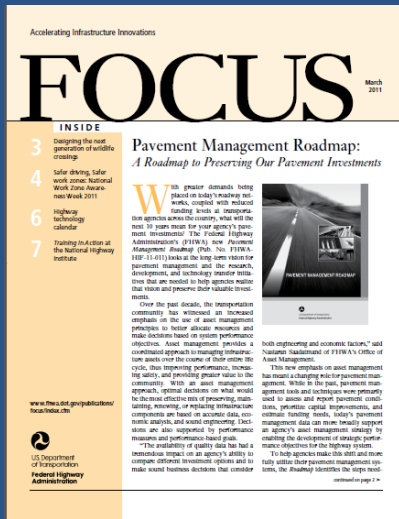 Accelerating Infrastructure Innovations
FOCUS
March
2011
INSIDE
3
Designing the next
generation of wildlife
crossings
4
Safer driving, Safer
work zones: National
Work Zone Aware-
ness Week 2011
6
Highway
technology
calendar
7
Training In Action at
the National Highway
Institute
www.fhwa.dot.gov/publications/
focus/index.cfm
U.S. Department
of Transportation
Federal Highway
Administration
Pavement Management Roadmap:
A Roadmap to Preserving Our Pavement Investments
With greater demands being
placed on today's roadway net-
works, coupled with reduced
funding levels at transporta-
tion agencies across the country, what will the
next 10 years mean for your agency's pave-
ment investments? The Federal Highway
Administration's (FHWA) new Pavement
Management Roadmap (Pub. No. FHWA-
HIF-11-011) looks at the long-term vision for
pavement management and the research,
development, and technology transfer initia-
tives that are needed to help agencies realize
that vision and preserve their valuable invest-
ments.
Over the past decade, the transportation
community has witnessed an increased
emphasis on the use of asset management
principles to better allocate resources and
make decisions based on system performance
objectives. Asset management provides a
coordinated approach to managing infrastruc-
ture assets over the course of their entire life
cycle, thus improving performance, increas-
ing safety, and providing greater value to the
community. With an asset management
approach, optimal decisions on what would
be the most effective mix of preserving, main-
taining, renewing, or replacing infrastructure
components are based on accurate data, eco-
nomic analysis, and sound engineering. Deci-
sions are also supported by performance
measures and performance-based goals.
"The availability of quality data has had a
tremendous impact on an agency's ability to
compare different investment options and to
make sound business decisions that consider
PAVEMENT MANAGEMENT ROADMAP
both engineering and economic factors," said
Nastaran Saadatmand of FHWA's Office of
Asset Management.
This new emphasis on asset management
has meant a changing role for pavement man-
agement. While in the past, pavement man-
agement tools and techniques were primarily
used to assess and report pavement condi-
tions, prioritize capital improvements, and
estimate funding needs, today's pavement
management data can more broadly support
an agency's asset management strategy by
enabling the development of strategic perfor-
mance objectives for the highway system.
To help agencies make this shift and more
fully utilize their pavement management sys-
tems, the Roadmap identifies the steps need-
continued on page 2 >